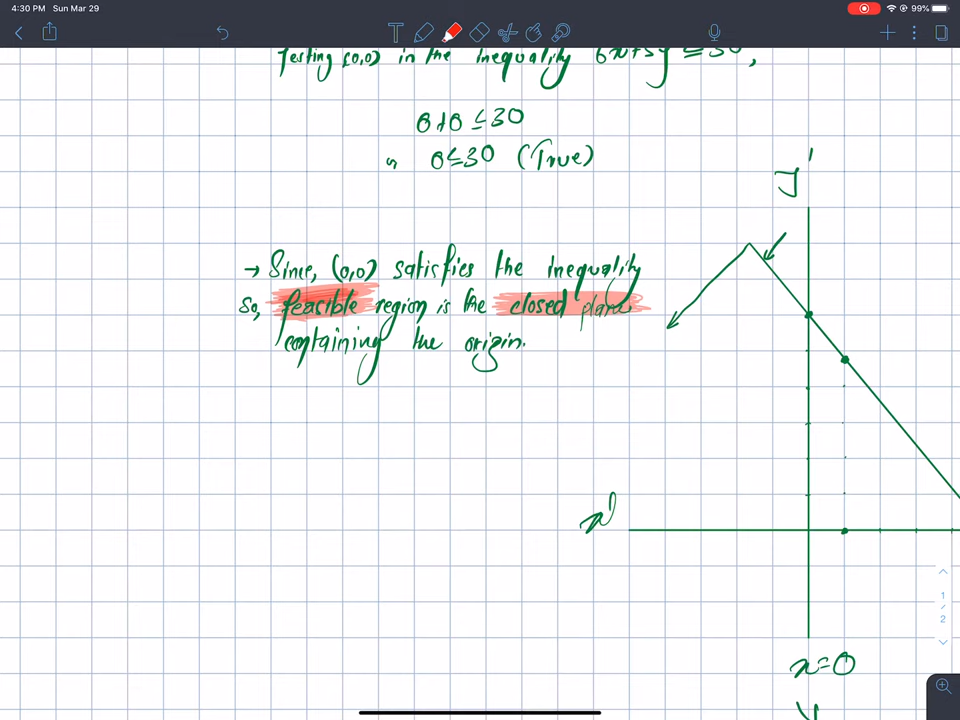 4:30 PM Sun Mar 29
99%
T
Testing (0,0) in the inequality 6x+5y ≤ 30,
0+0 ≤ 30
0≤30 (True)
→ Since, (0,0) satisfies the inequality
So, feasible region is the closed plane
containing the origin.
y'
x'
x=0
y
1
/
2